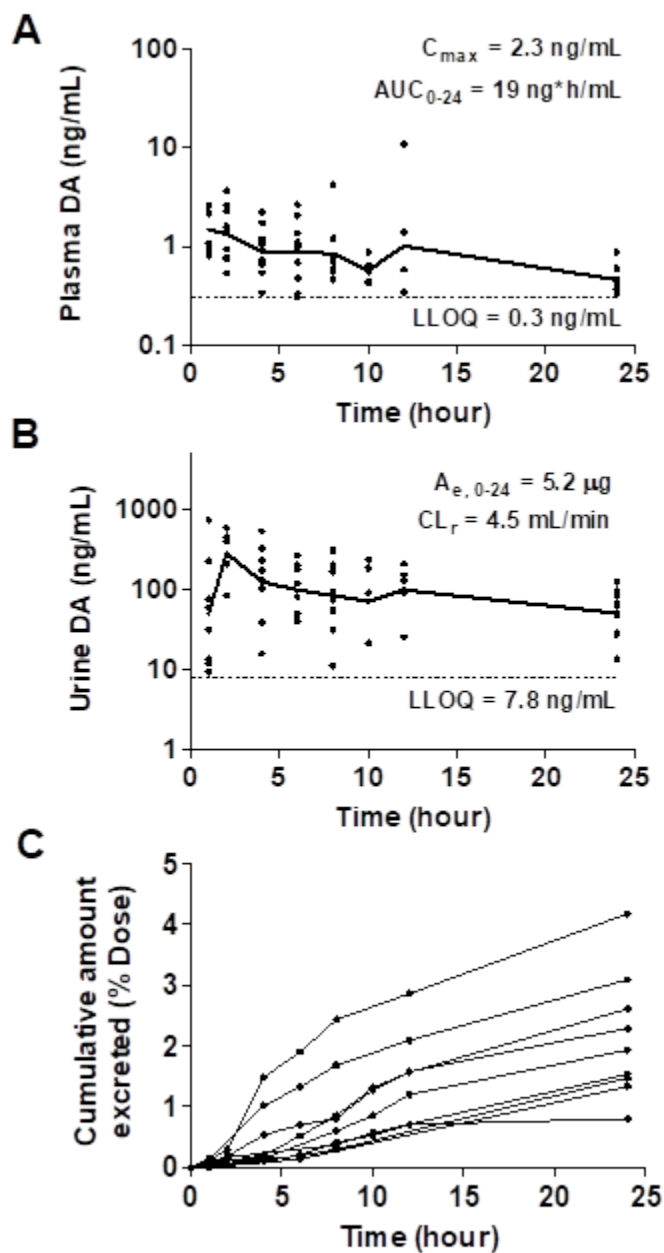 A
Plasma DA (ng/mL)
100
10
1
0.1
Cmax = 2.3 ng/mL
AUC0-24 = 19 ng*h/mL
LLOQ = 0.3 ng/mL
0 5 10 15 20 25
Time (hour)
B
Urine DA (ng/mL)
1000
100
10
1
Ae, 0-24 = 5.2 µg
CLr = 4.5 mL/min
LLOQ = 7.8 ng/mL
0 5 10 15 20 25
Time (hour)
C
Cumulative amount
excreted (% Dose)
5
4
3
2
1
0
0 5 10 15 20 25
Time (hour)